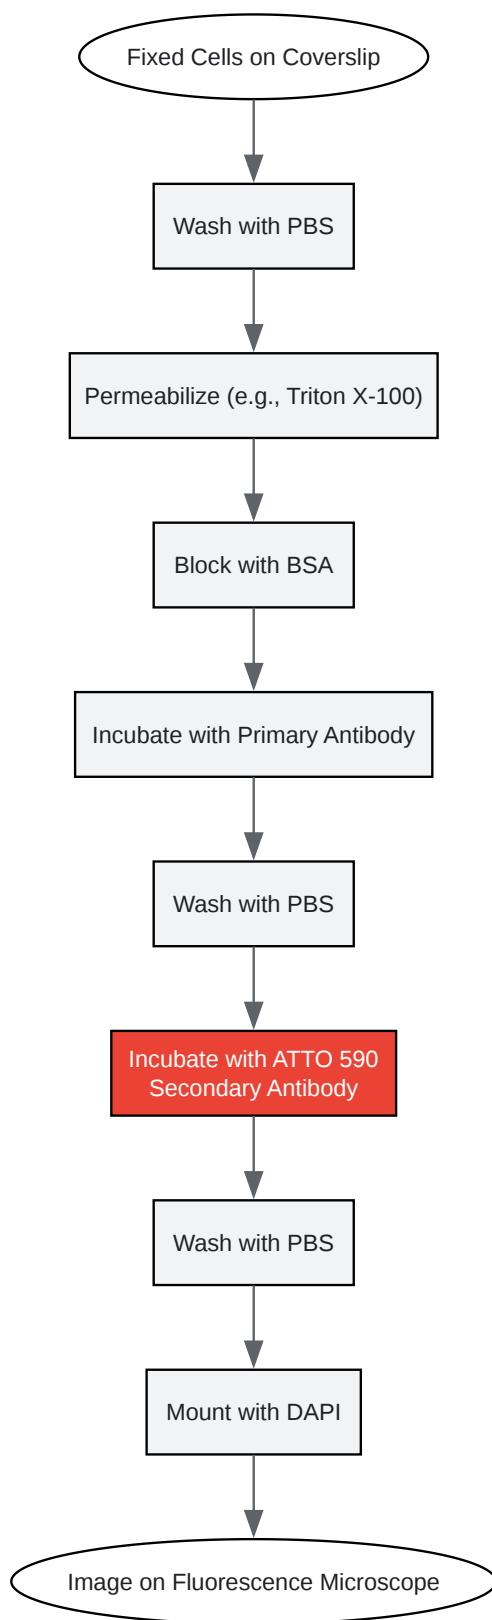 Fixed Cells on Coverslip
Wash with PBS
Permeabilize (e.g., Triton X-100)
Block with BSA
Incubate with Primary Antibody
Wash with PBS
Incubate with ATTO 590
Secondary Antibody
Wash with PBS
Mount with DAPI
Image on Fluorescence Microscope